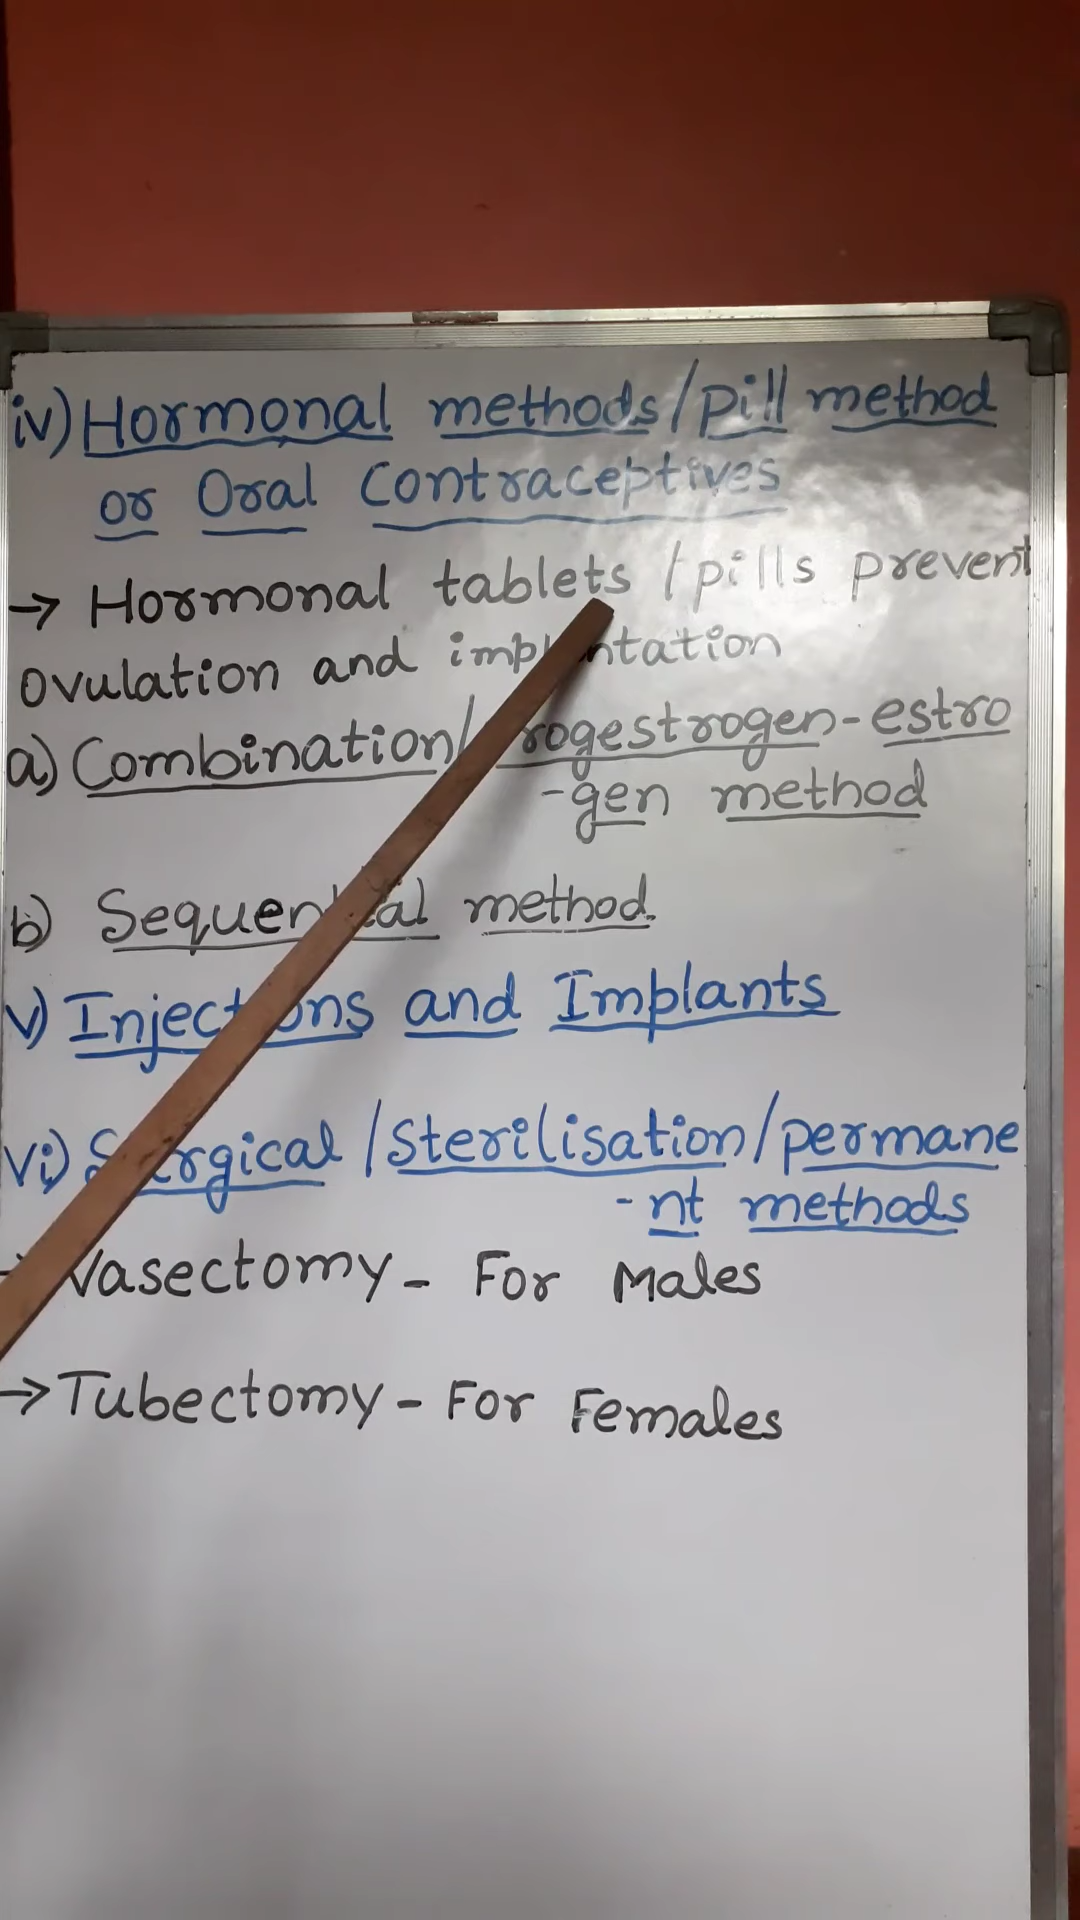 iv) Hormonal methods/pill method
or Oral Contraceptives
→ Hormonal tablets /pills prevent
ovulation and
a) Combination/ -estro
-gen method
b) method.
v) and Implants
vi) /Sterilisation/permane
-nt methods
Vasectomy - For Males
→ Tubectomy - For Females